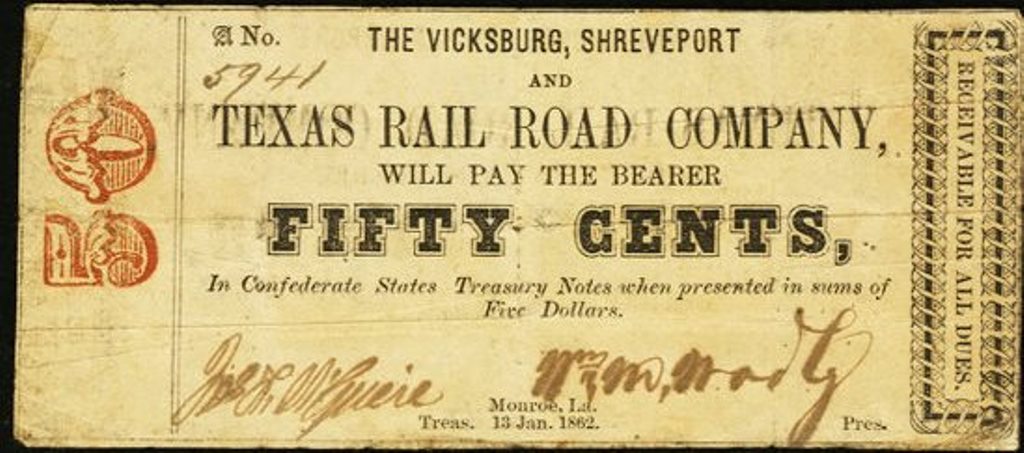 50
A No.
5941
THE VICKSBURG, SHREVEPORT
AND
TEXAS RAIL ROAD COMPANY,
WILL PAY THE BEARER
FIFTY CENTS,
In Confederate States Treasury Notes when presented in sums of
Five Dollars.
Monroe, La.
Treas. 13 Jan. 1862. Pres.
RECEIVABLE FOR ALL DUES